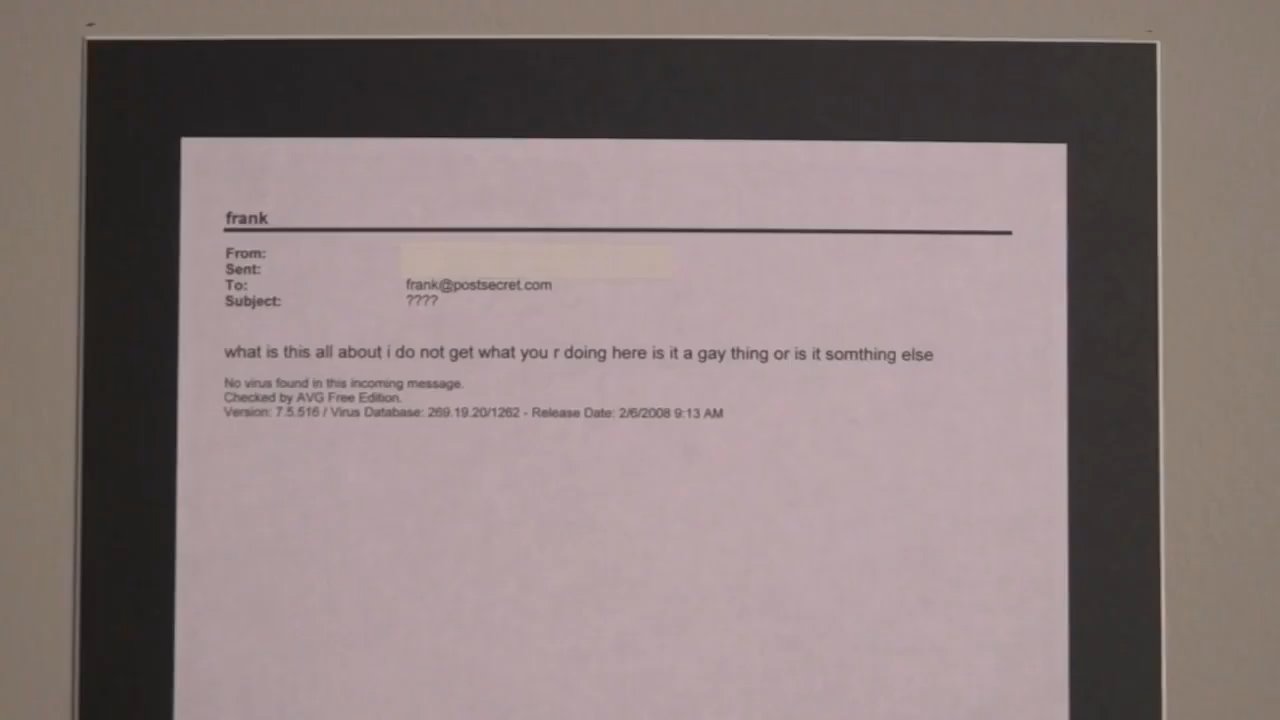 frank
From:
Sent:
To: frank@postsecret.com
Subject: ????
what is this all about i do not get what you r doing here is it a gay thing or is it somthing else
No virus found in this incoming message.
Checked by AVG Free Edition.
Version: 7.5.516 / Virus Database: 269.19.20/1262 - Release Date: 2/6/2008 9:13 AM